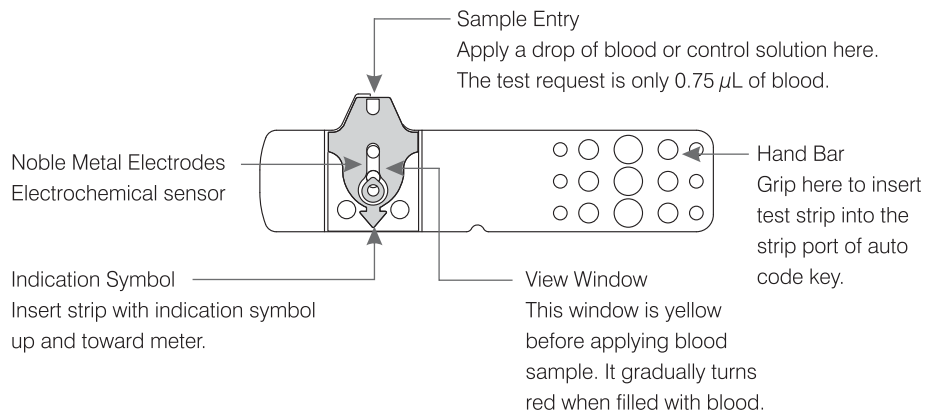 Sample Entry
Apply a drop of blood or control solution here.
The test request is only 0.75 μL of blood.
Noble Metal Electrodes
Electrochemical sensor
Hand Bar
Grip here to insert
test strip into the
strip port of auto
code key.
Indication Symbol
Insert strip with indication symbol
up and toward meter.
View Window
This window is yellow
before applying blood
sample. It gradually turns
red when filled with blood.